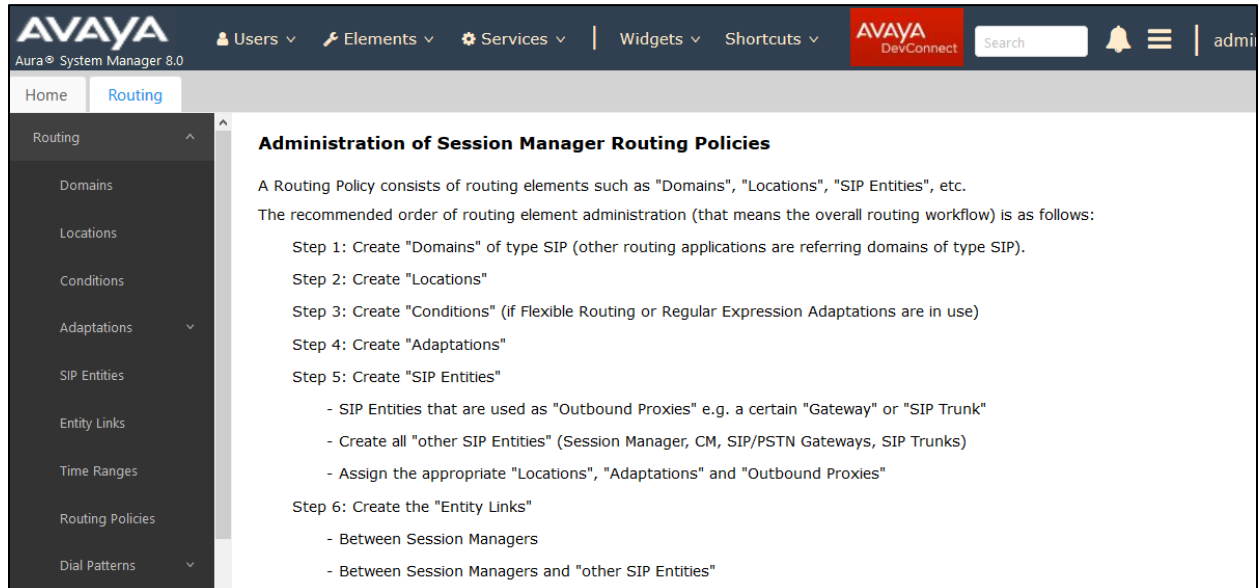 AVAYA
Aura® System Manager 8.0
Users
Elements
Services
Widgets
Shortcuts
AVAYA
DevConnect
Search
Home
Routing
Routing
Domains
Locations
Conditions
Adaptations
SIP Entities
Entity Links
Time Ranges
Routing Policies
Dial Patterns
Administration of Session Manager Routing Policies
A Routing Policy consists of routing elements such as "Domains", "Locations", "SIP Entities", etc.
The recommended order of routing element administration (that means the overall routing workflow) is as follows:
Step 1: Create "Domains" of type SIP (other routing applications are referring domains of type SIP).
Step 2: Create "Locations"
Step 3: Create "Conditions" (if Flexible Routing or Regular Expression Adaptations are in use)
Step 4: Create "Adaptations"
Step 5: Create "SIP Entities"
- SIP Entities that are used as "Outbound Proxies" e.g. a certain "Gateway" or "SIP Trunk"
- Create all "other SIP Entities" (Session Manager, CM, SIP/PSTN Gateways, SIP Trunks)
- Assign the appropriate "Locations", "Adaptations" and "Outbound Proxies"
Step 6: Create the "Entity Links"
- Between Session Managers
- Between Session Managers and "other SIP Entities"